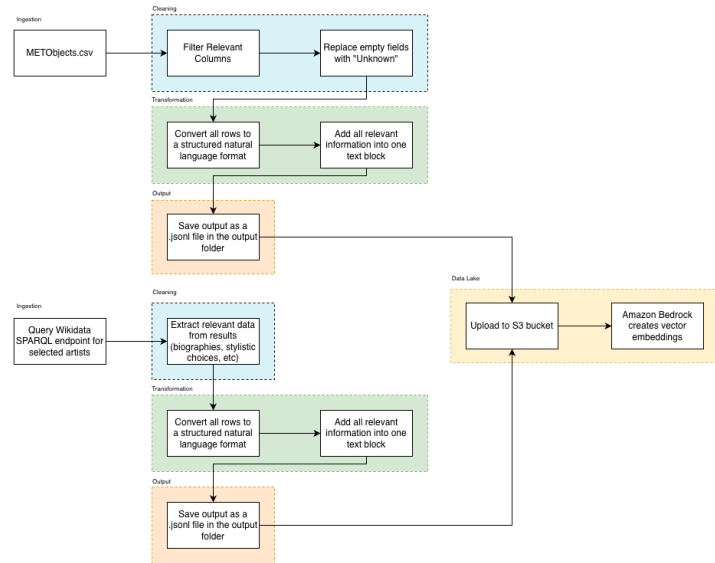 Ingestion
METObjects.csv
Cleaning
Filter Relevant
Columns
Replace empty fields
with "Unknown"
Transformation
Convert all rows to
a structured natural
language format
Add all relevant
information into one
text block
Output
Save output as a
.jsonl file in the output
folder
Data Lake
Upload to S3 bucket
Amazon Bedrock
creates vector
embeddings
Ingestion
Query Wikidata
SPARQL endpoint for
selected artists
Cleaning
Extract relevant data
from results
(biographies, stylistic
choices, etc)
Transformation
Convert all rows to
a structured natural
language format
Add all relevant
information into one
text block
Output
Save output as a
.jsonl file in the output
folder